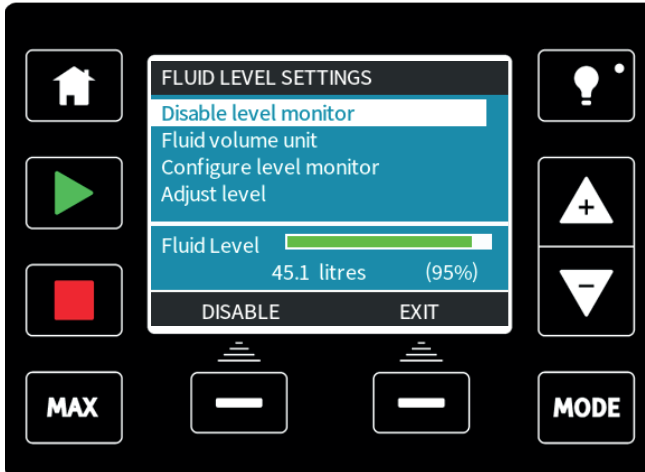 FLUID LEVEL SETTINGS
Disable level monitor
Fluid volume unit
Configure level monitor
Adjust level
Fluid Level
45.1 litres (95%)
DISABLE EXIT
+
−
MAX
MODE